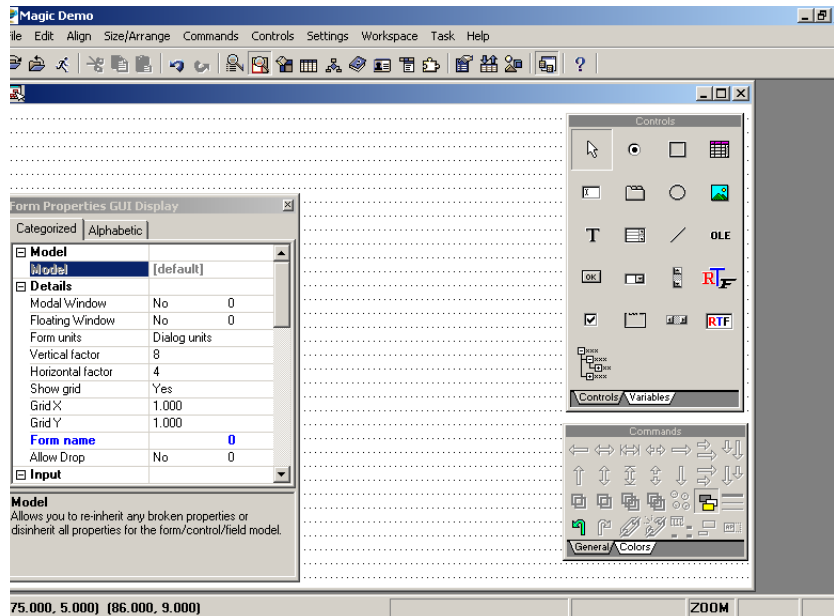 Magic Demo
ile Edit Align Size/Arrange Commands Controls Settings Workspace Task Help
Controls
T
OLE
OK
RTF
RTF
xxx
xxx
xx
xxx
Controls Variables
Form Properties GUI Display
Categorized Alphabetic
Model
Model [default]
Details
Modal Window No 0
Floating Window No 0
Form units Dialog units
Vertical factor 8
Horizontal factor 4
Show grid Yes
Grid X 1.000
Grid Y 1.000
Form name 0
Allow Drop No 0
Input
Model
Allows you to re-inherit any broken properties or
disinherit all properties for the form/control/field model.
Commands
General Colors
75.000, 5.000) (86.000, 9.000) ZOOM